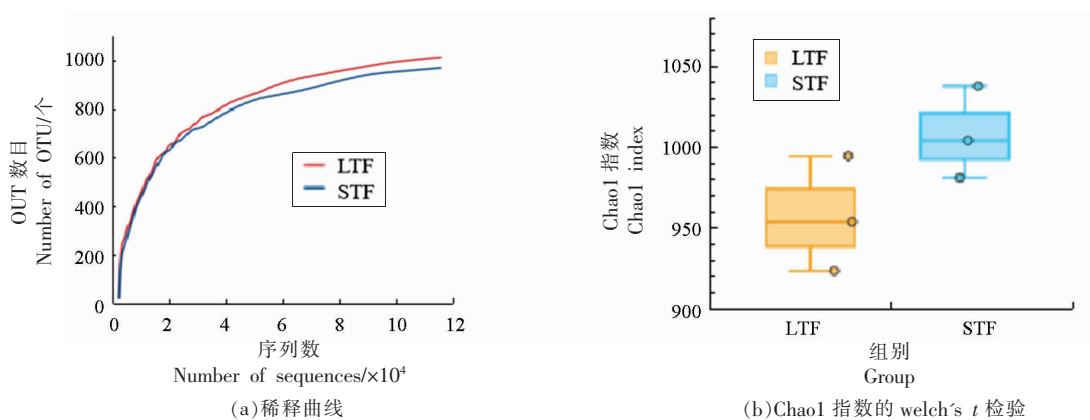 OUT 数目
Number of OTU/个
1000
800
600
400
200
0
LTF
STF
0 2 4 6 8 10 12
序列数
Number of sequences/×10⁴
(a)稀释曲线
Chao1 指数
Chao1 index
1050
1000
950
900
LTF
STF
LTF STF
组别
Group
(b)Chao1 指数的 welch´s t 检验